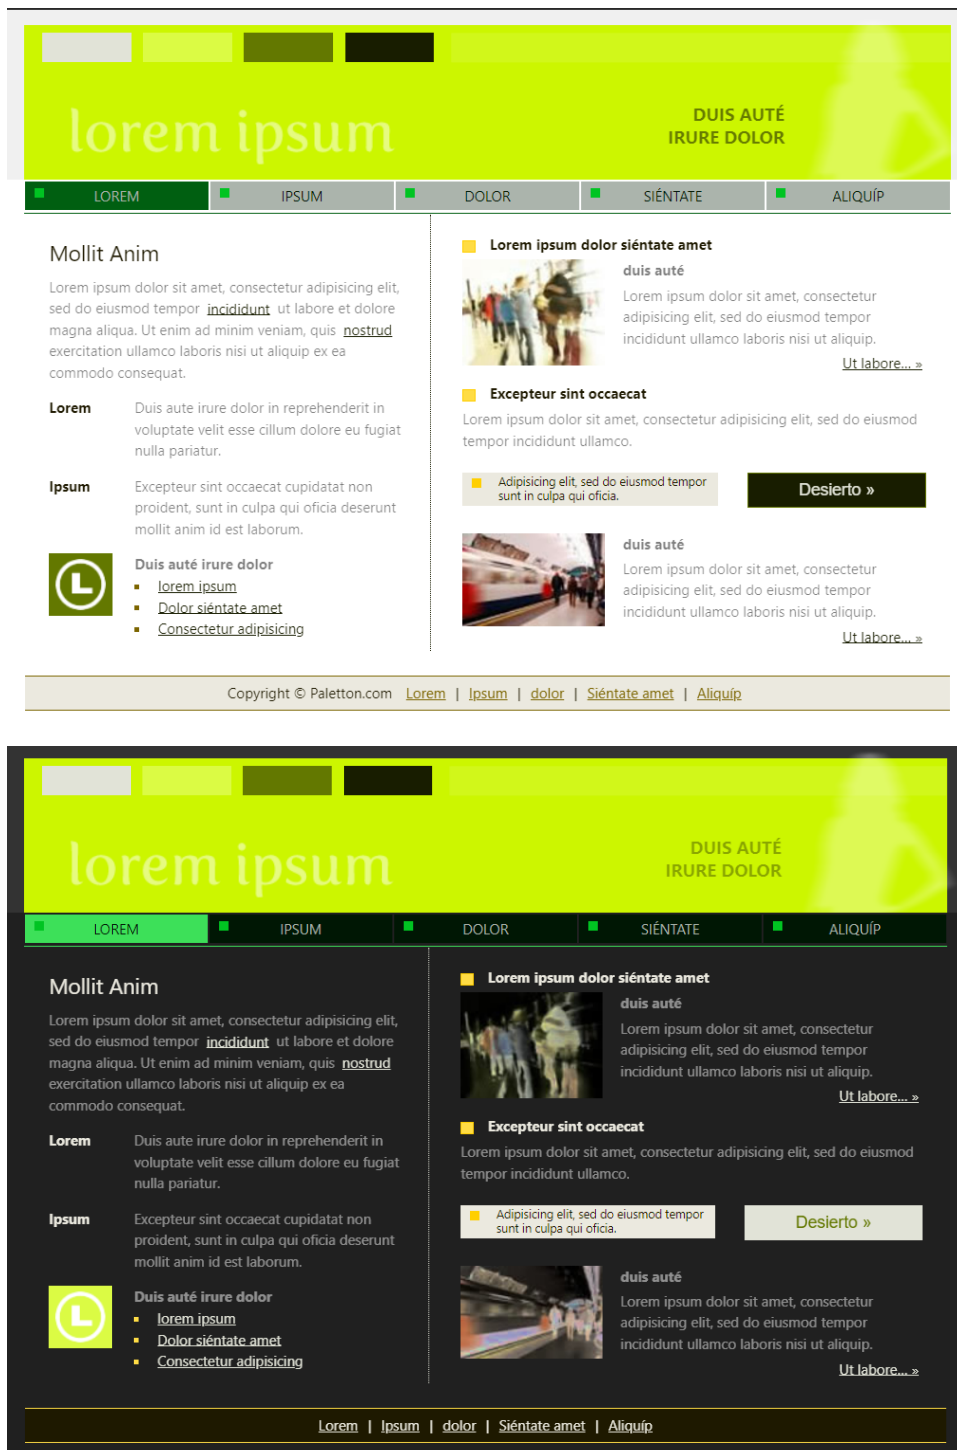 lorem ipsum
DUIS AUTÉ
IRURE DOLOR
LOREM
IPSUM
DOLOR
SIÉNTATE
ALIQUÍP
Mollit Anim
Lorem ipsum dolor sit amet, consectetur adipisicing elit,
sed do eiusmod tempor incididunt ut labore et dolore
magna aliqua. Ut enim ad minim veniam, quis nostrud
exercitation ullamco laboris nisi ut aliquip ex ea
commodo consequat.
Lorem
Duis aute irure dolor in reprehenderit in
voluptate velit esse cillum dolore eu fugiat
nulla pariatur.
Ipsum
Excepteur sint occaecat cupidatat non
proident, sunt in culpa qui oficia deserunt
mollit anim id est laborum.
L
Duis auté irure dolor
lorem ipsum
Dolor siéntate amet
Consectetur adipisicing
Lorem ipsum dolor siéntate amet
duis auté
Lorem ipsum dolor sit amet, consectetur
adipisicing elit, sed do eiusmod tempor
incididunt ullamco laboris nisi ut aliquip.
Ut labore... »
Excepteur sint occaecat
Lorem ipsum dolor sit amet, consectetur adipisicing elit, sed do eiusmod
tempor incididunt ullamco.
Adipisicing elit, sed do eiusmod tempor
sunt in culpa qui oficia.
Desierto »
duis auté
Lorem ipsum dolor sit amet, consectetur
adipisicing elit, sed do eiusmod tempor
incididunt ullamco laboris nisi ut aliquip.
Ut labore... »
Copyright © Paletton.com Lorem | Ipsum | dolor | Siéntate amet | Aliquíp
lorem ipsum
DUIS AUTÉ
IRURE DOLOR
LOREM
IPSUM
DOLOR
SIÉNTATE
ALIQUÍP
Mollit Anim
Lorem ipsum dolor sit amet, consectetur adipisicing elit,
sed do eiusmod tempor incididunt ut labore et dolore
magna aliqua. Ut enim ad minim veniam, quis nostrud
exercitation ullamco laboris nisi ut aliquip ex ea
commodo consequat.
Lorem
Duis aute irure dolor in reprehenderit in
voluptate velit esse cillum dolore eu fugiat
nulla pariatur.
Ipsum
Excepteur sint occaecat cupidatat non
proident, sunt in culpa qui oficia deserunt
mollit anim id est laborum.
L
Duis auté irure dolor
lorem ipsum
Dolor siéntate amet
Consectetur adipisicing
Lorem ipsum dolor siéntate amet
duis auté
Lorem ipsum dolor sit amet, consectetur
adipisicing elit, sed do eiusmod tempor
incididunt ullamco laboris nisi ut aliquip.
Ut labore... »
Excepteur sint occaecat
Lorem ipsum dolor sit amet, consectetur adipisicing elit, sed do eiusmod
tempor incididunt ullamco.
Adipisicing elit, sed do eiusmod tempor
sunt in culpa qui oficia.
Desierto »
duis auté
Lorem ipsum dolor sit amet, consectetur
adipisicing elit, sed do eiusmod tempor
incididunt ullamco laboris nisi ut aliquip.
Ut labore... »
Lorem | Ipsum | dolor | Siéntate amet | Aliquíp